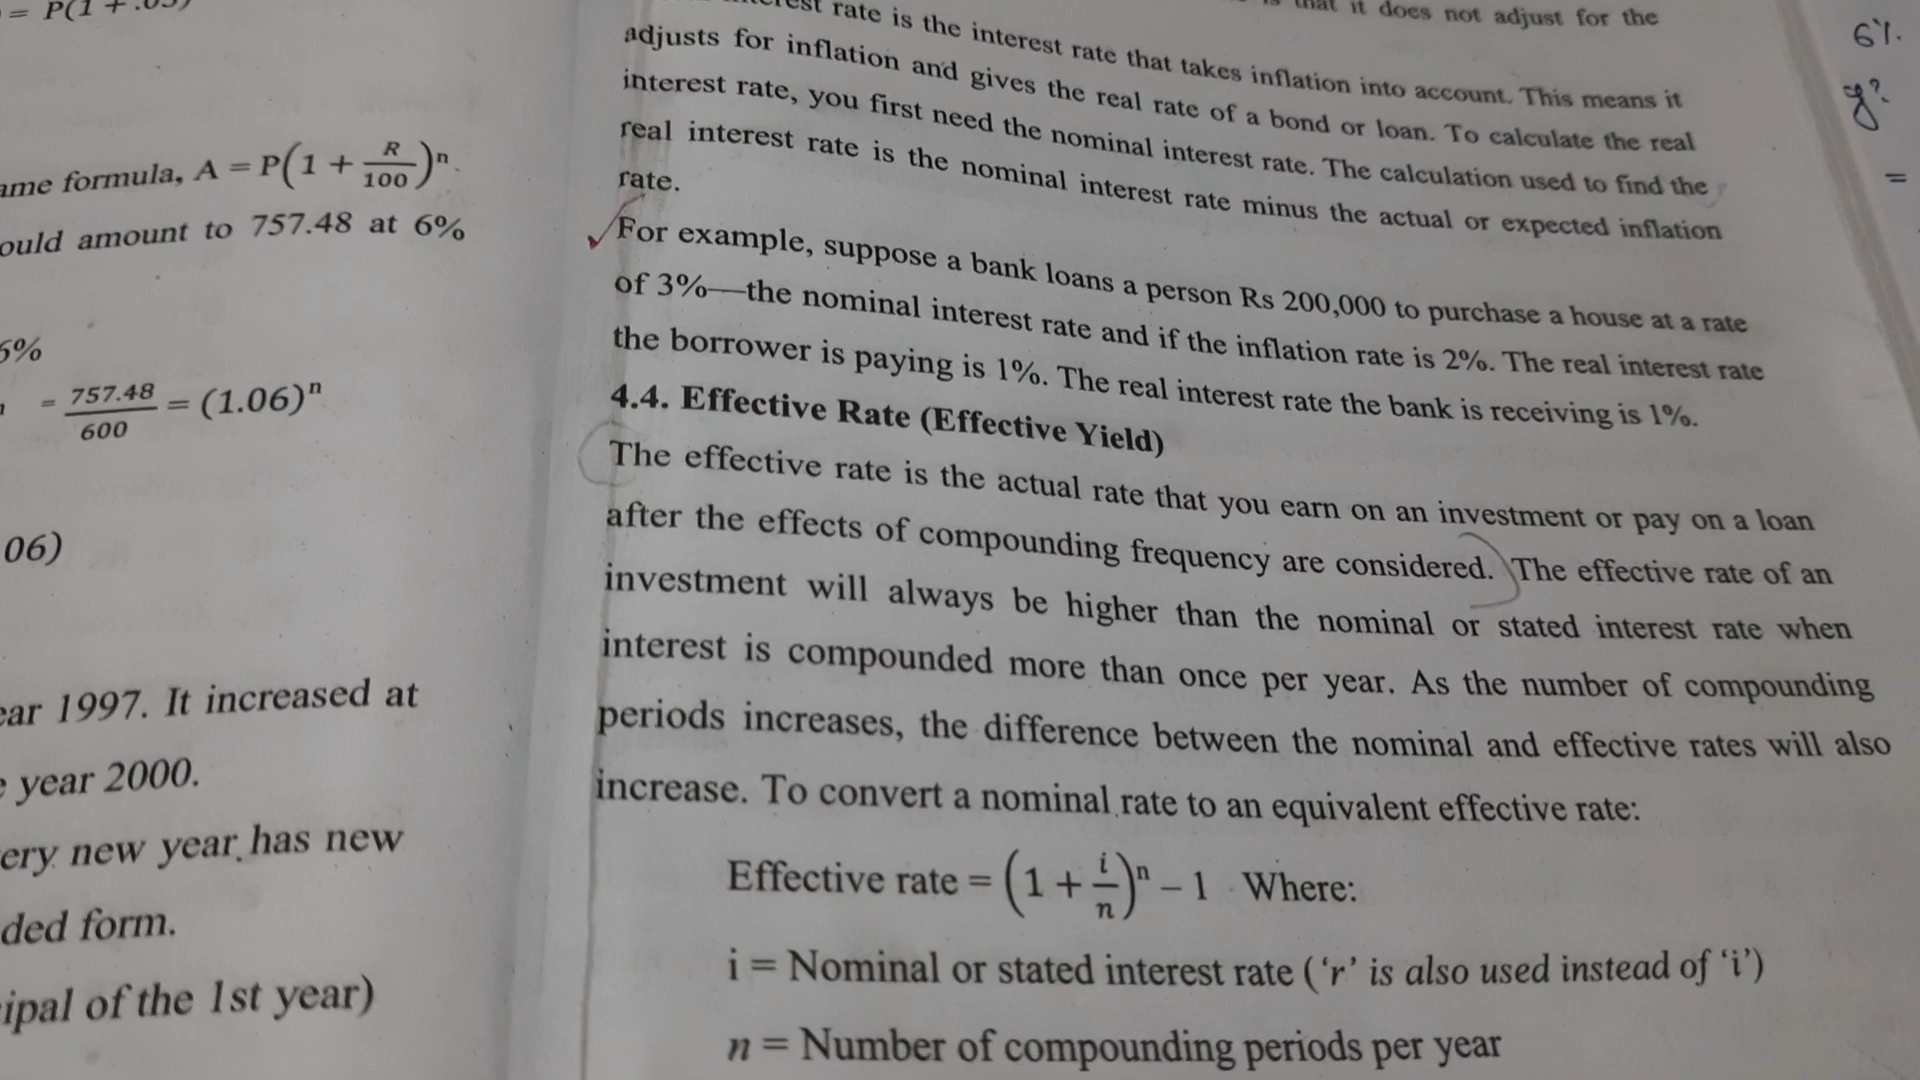 = P(1 +
ame formula, A = P(1 + R/100)^n
ould amount to 757.48 at 6%
6%
= 757.48/600 = (1.06)^n
06)
ear 1997. It increased at
year 2000.
ery new year has new
ded form.
ipal of the 1st year)
that it does not adjust for the
rate is the interest rate that takes inflation into account. This means it
adjusts for inflation and gives the real rate of a bond or loan. To calculate the real
interest rate, you first need the nominal interest rate. The calculation used to find the
real interest rate is the nominal interest rate minus the actual or expected inflation
rate.
For example, suppose a bank loans a person Rs 200,000 to purchase a house at a rate
of 3%—the nominal interest rate and if the inflation rate is 2%. The real interest rate
the borrower is paying is 1%. The real interest rate the bank is receiving is 1%.
4.4. Effective Rate (Effective Yield)
The effective rate is the actual rate that you earn on an investment or pay on a loan
after the effects of compounding frequency are considered. The effective rate of an
investment will always be higher than the nominal or stated interest rate when
interest is compounded more than once per year. As the number of compounding
periods increases, the difference between the nominal and effective rates will also
increase. To convert a nominal rate to an equivalent effective rate:
Effective rate = (1 + i/n)^n – 1 Where:
i = Nominal or stated interest rate (‘r’ is also used instead of ‘i’)
n = Number of compounding periods per year
6%.
=